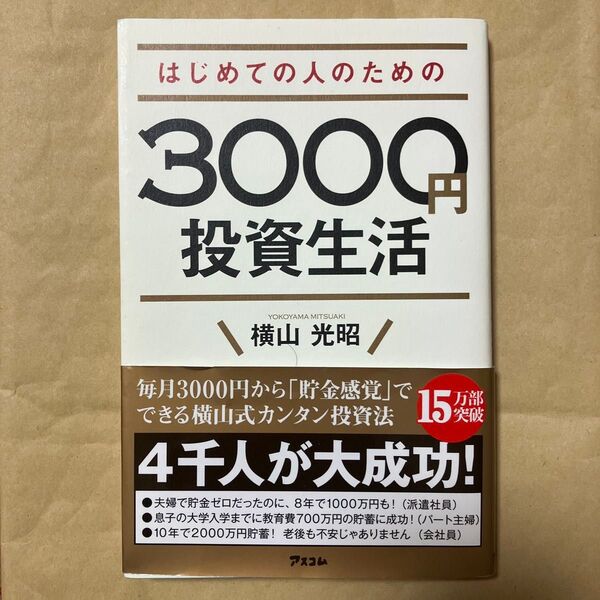 はじめての人のための
3000円
投資生活
YOKOYAMA MITSUAKI
横山 光昭
毎月3000円から「貯金感覚」で
できる横山式カンタン投資法
15万部
突破
4千人が大成功!
●夫婦で貯金ゼロだったのに、8年で1000万円も!(派遣社員)
●息子の大学入学までに教育費700万円の貯蓄に成功!(パート主婦)
●10年で2000万円貯蓄! 老後も不安じゃありません(会社員)
アスコム